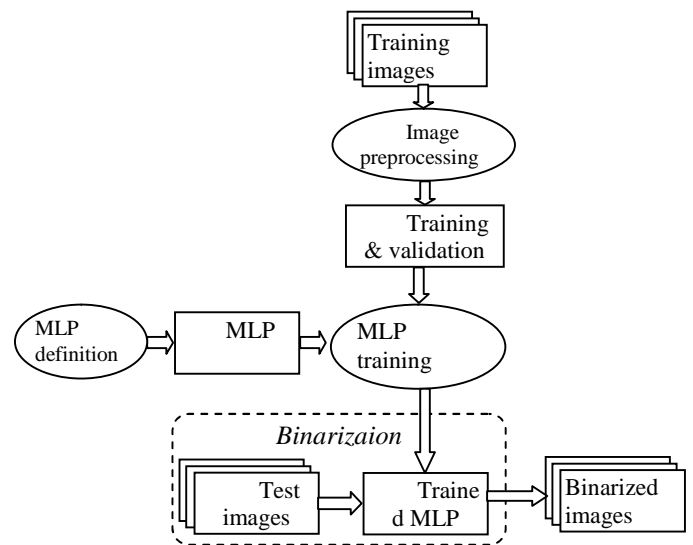 Training
images
Image
preprocessing
Training
& validation
MLP
definition
MLP
MLP
training
Binarizaion
Test
images
Traine
d MLP
Binarized
images